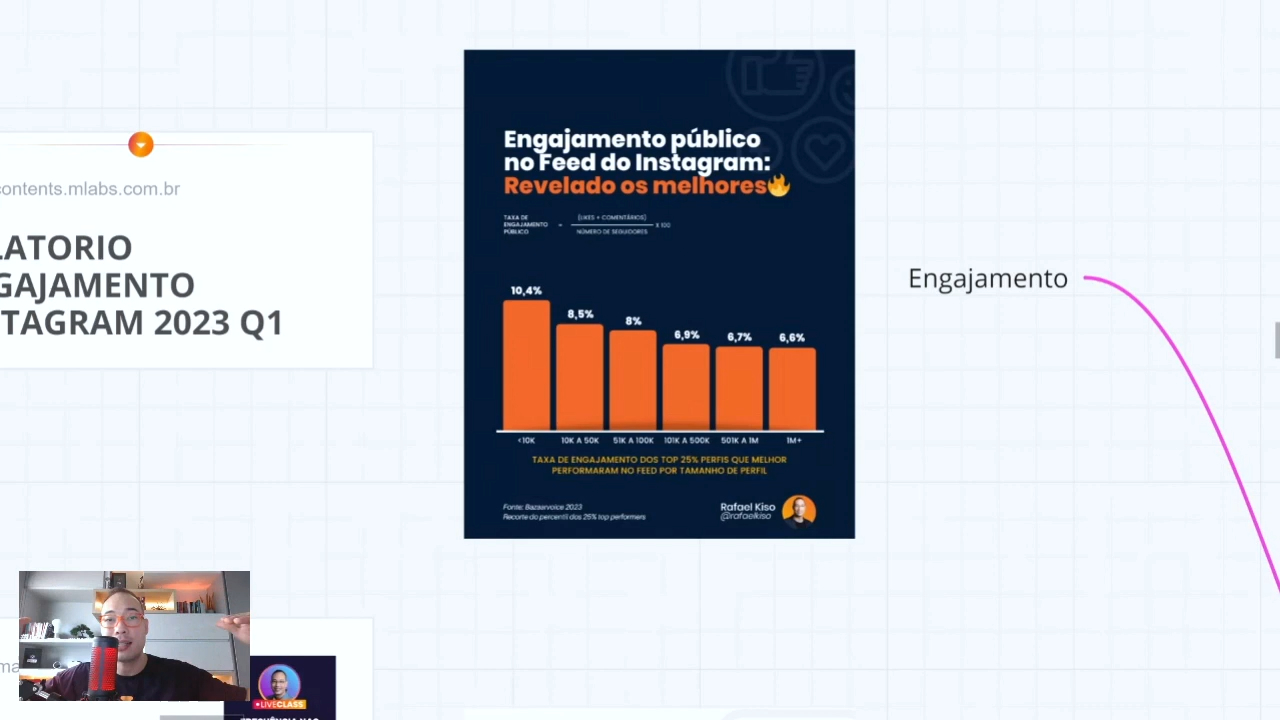 contents.mlabs.com.br
LATORIO
GAJAMENTO
TAGRAM 2023 Q1
Engajamento público
no Feed do Instagram:
Revelado os melhores🔥
TAXA DE
ENGAJAMENTO
PÚBLICO
=
(LIKES + COMENTÁRIOS)
NÚMERO DE SEGUIDORES
X 100
10,4%
8,5%
8%
6,9%
6,7%
6,6%
<10K
10K A 50K
51K A 100K
101K A 500K
501K A 1M
1M+
TAXA DE ENGAJAMENTO DOS TOP 25% PERFIS QUE MELHOR
PERFORMARAM NO FEED POR TAMANHO DE PERFIL
Fonte: Bazaarvoice 2023
Recorte do percentil dos 25% top performers
Rafael Kiso
@rafaelkiso
Engajamento
ma
LIVECLASS